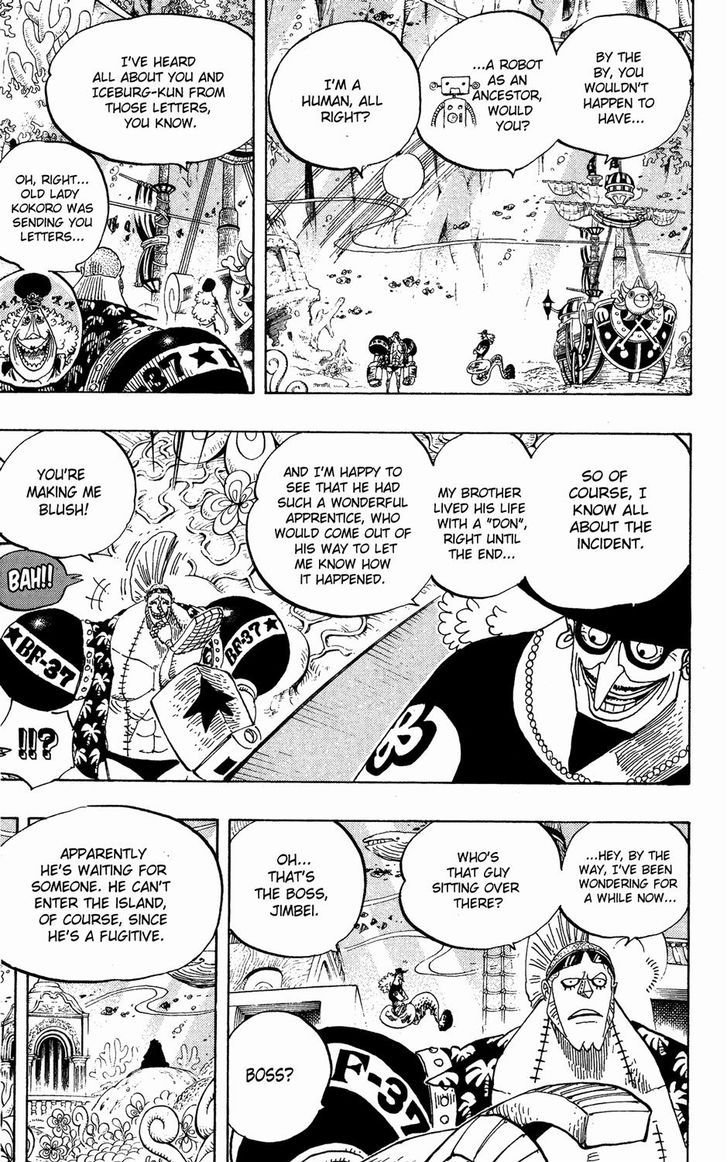 BY THE
BY, YOU
WOULDN'T
HAPPEN TO
HAVE...
...A ROBOT
AS AN
ANCESTOR,
WOULD
YOU?
I'M A
HUMAN, ALL
RIGHT?
I'VE HEARD
ALL ABOUT YOU AND
ICEBURG-KUN FROM
THOSE LETTERS,
YOU KNOW.
OH, RIGHT...
OLD LADY
KOKORO WAS
SENDING YOU
LETTERS...
SO OF
COURSE, I
KNOW ALL
ABOUT THE
INCIDENT.
MY BROTHER
LIVED HIS LIFE
WITH A "DON",
RIGHT UNTIL
THE END...
AND I'M HAPPY TO
SEE THAT HE HAD
SUCH A WONDERFUL
APPRENTICE, WHO
WOULD COME OUT OF
HIS WAY TO LET
ME KNOW HOW
IT HAPPENED.
YOU'RE
MAKING ME
BLUSH!
BAH!!
★BF-37
BF-37★
!!?
...HEY, BY THE
WAY, I'VE BEEN
WONDERING FOR
A WHILE NOW...
WHO'S
THAT GUY
SITTING OVER
THERE?
OH...
THAT'S
THE BOSS,
JIMBEI.
BOSS?
F-37
APPARENTLY
HE'S WAITING FOR
SOMEONE. HE CAN'T
ENTER THE ISLAND,
OF COURSE, SINCE
HE'S A FUGITIVE.